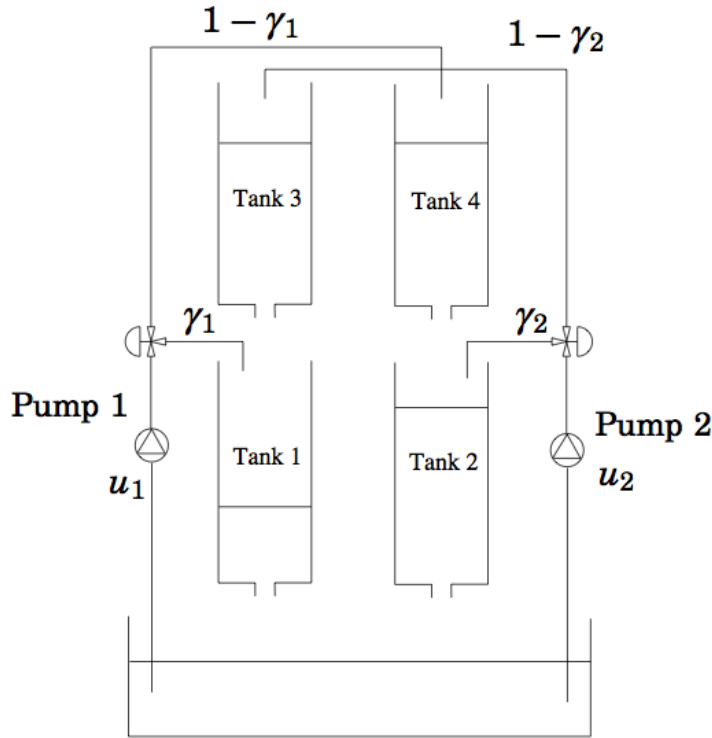 1 − γ₁
1 − γ₂
Tank 3
Tank 4
γ₁
γ₂
Pump 1
Pump 2
Tank 1
Tank 2
u₁
u₂